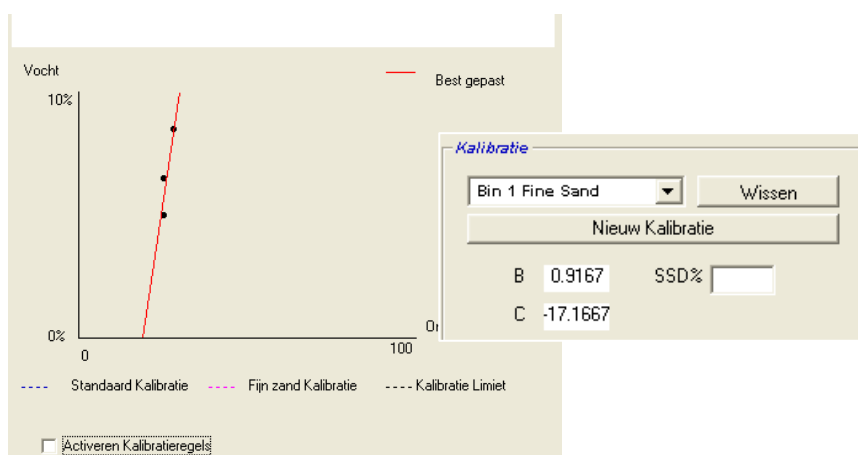 Vocht
Best gepast
10%
0%
0
100
Standaard Kalibratie
Fijn zand Kalibratie
Kalibratie Limiet
Activeren Kalibratieregels
Kalibratie
Bin 1 Fine Sand
Wissen
Nieuw Kalibratie
B 0.9167 SSD%
C -17.1667